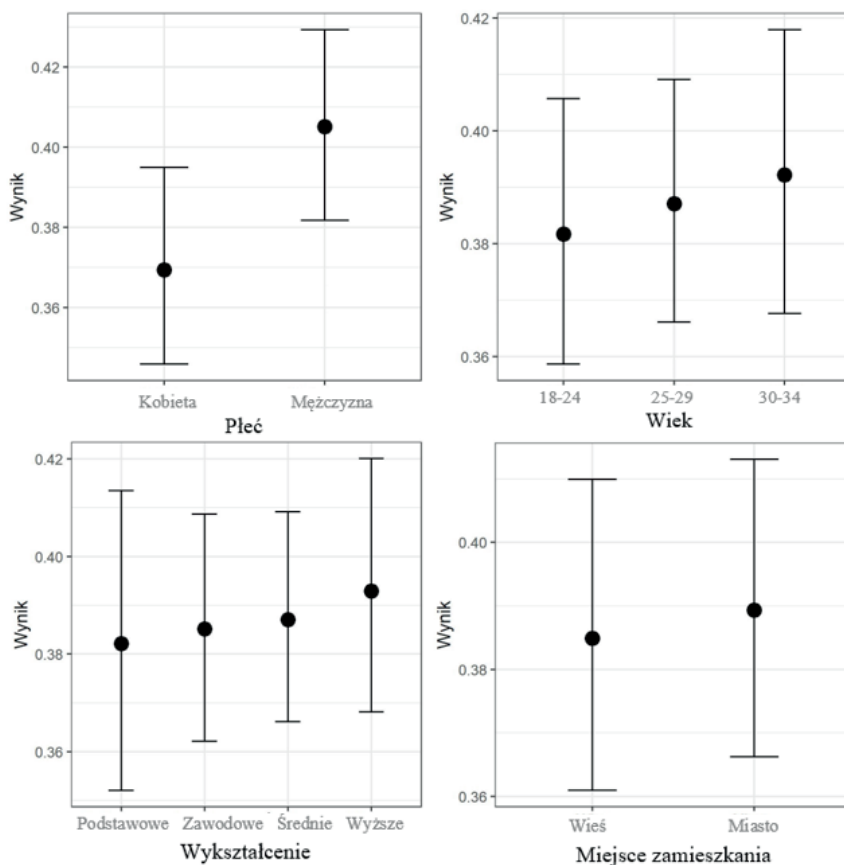 Wynik
0.42
0.40
0.38
0.36
Kobieta Mężczyzna
Płeć
Wynik
0.42
0.40
0.38
0.36
18-24 25-29 30-34
Wiek
Wynik
0.42
0.40
0.38
0.36
Podstawowe Zawodowe Średnie Wyższe
Wykształcenie
Wynik
0.40
0.38
0.36
Wieś Miasto
Miejsce zamieszkania